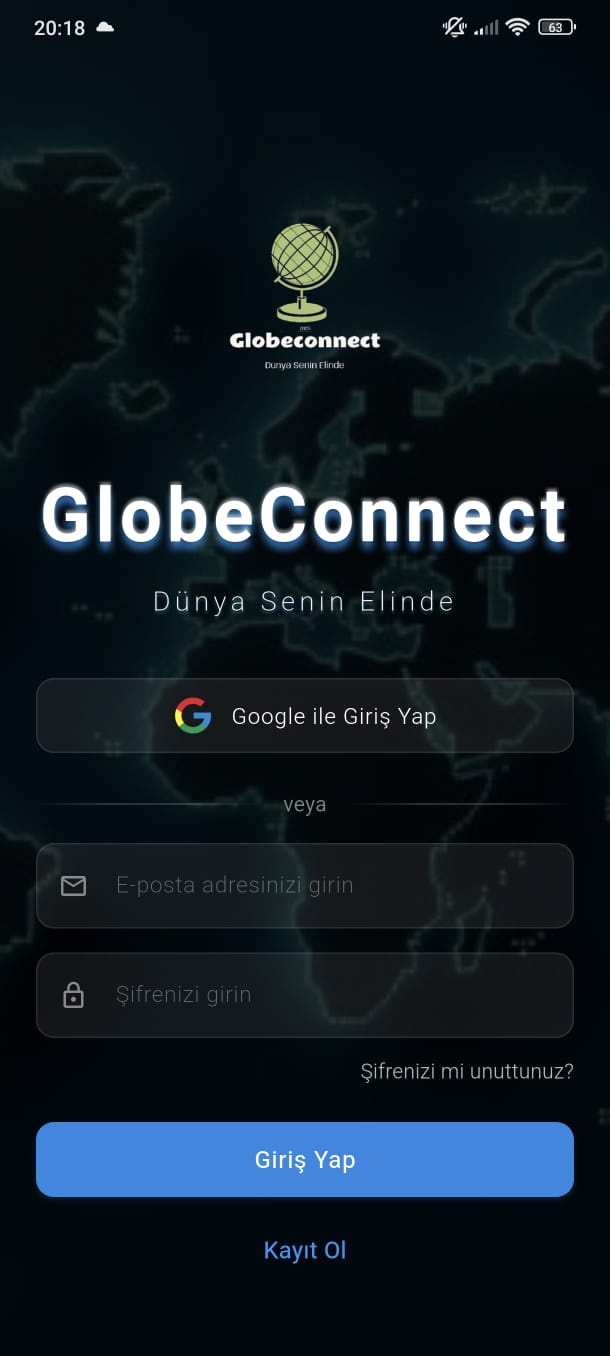 20:18
63
2025
Globeconnect
Dünya Senin Elinde
GlobeConnect
Dünya Senin Elinde
Google ile Giriş Yap
veya
E-posta adresinizi girin
Şifrenizi girin
Şifrenizi mi unuttunuz?
Giriş Yap
Kayıt Ol